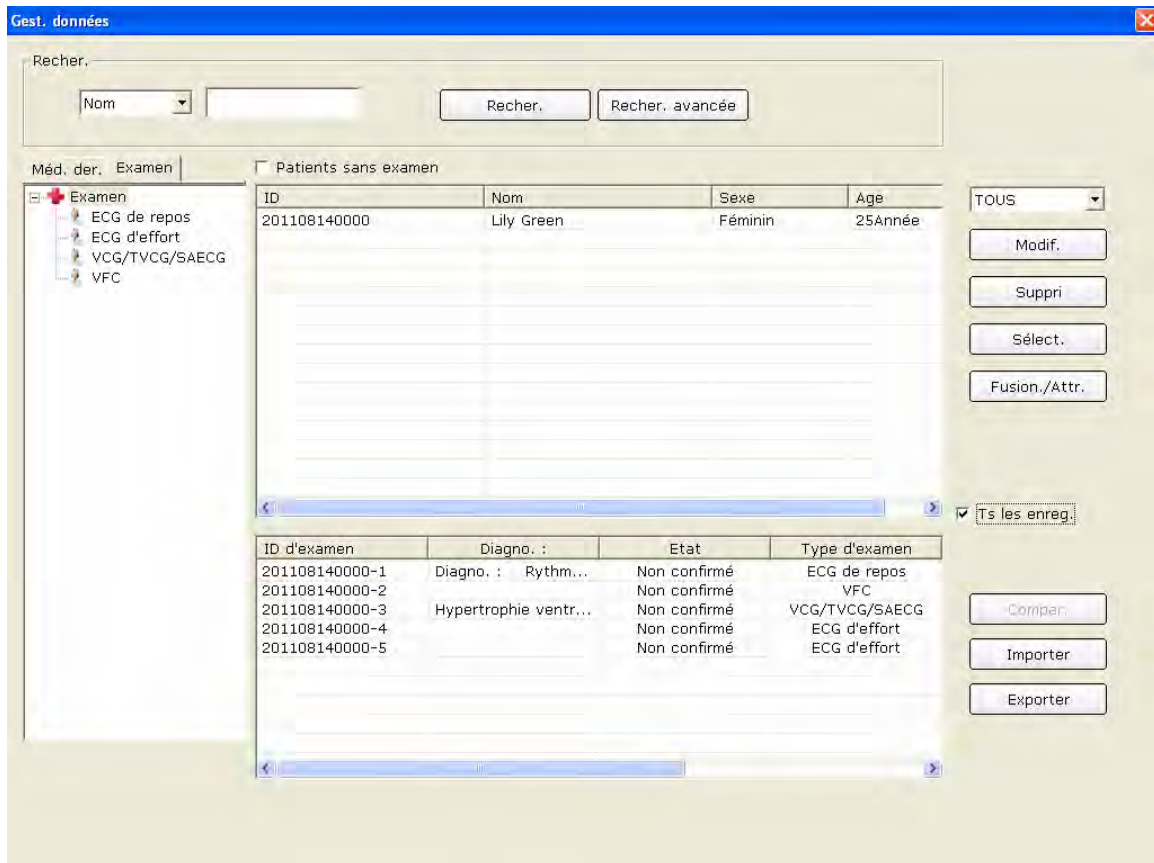 Gest. données
Recher.
Nom Recher. Recher. avancée
Méd. der. Examen
Examen
ECG de repos
ECG d'effort
VCG/TVCG/SAECG
VFC
Patients sans examen
ID Nom Sexe Age
201108140000 Lily Green Féminin 25Année
TOUS
Modif.
Suppri
Sélect.
Fusion./Attr.
Ts les enreg.
ID d'examen Diagno. : Etat Type d'examen
201108140000-1 Diagno. : Rythm... Non confirmé ECG de repos
201108140000-2 Non confirmé VFC
201108140000-3 Hypertrophie ventr... Non confirmé VCG/TVCG/SAECG
201108140000-4 Non confirmé ECG d'effort
201108140000-5 Non confirmé ECG d'effort
Compar.
Importer
Exporter